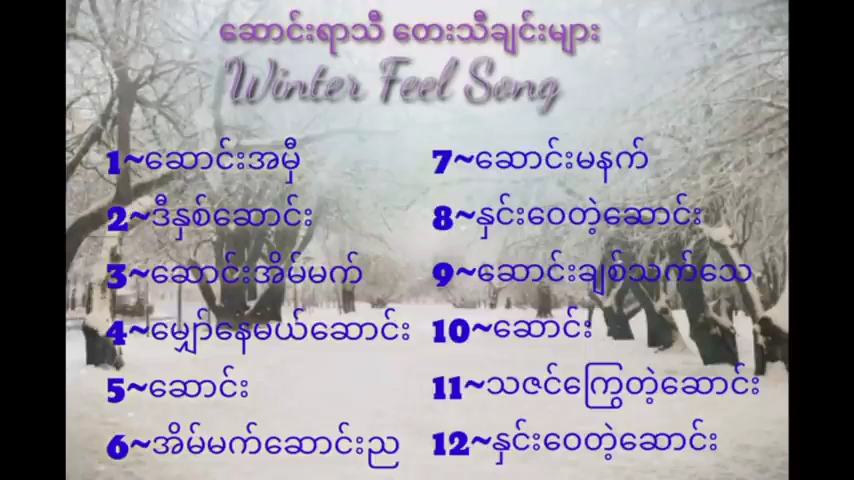 ဆောင်းရာသီ တေးသီချင်းများ
Winter Feel Song
1~ဆောင်းအမှီ
2~ဒီနှစ်ဆောင်း
3~ဆောင်းအိမ်မက်
4~မျှော်နေမယ်ဆောင်း
5~ဆောင်း
6~အိမ်မက်ဆောင်းည
7~ဆောင်းမနက်
8~နှင်းဝေတဲ့ဆောင်း
9~ဆောင်းချစ်သက်သေ
10~ဆောင်း
11~သဇင်ကြွေတဲ့ဆောင်း
12~နှင်းဝေတဲ့ဆောင်း